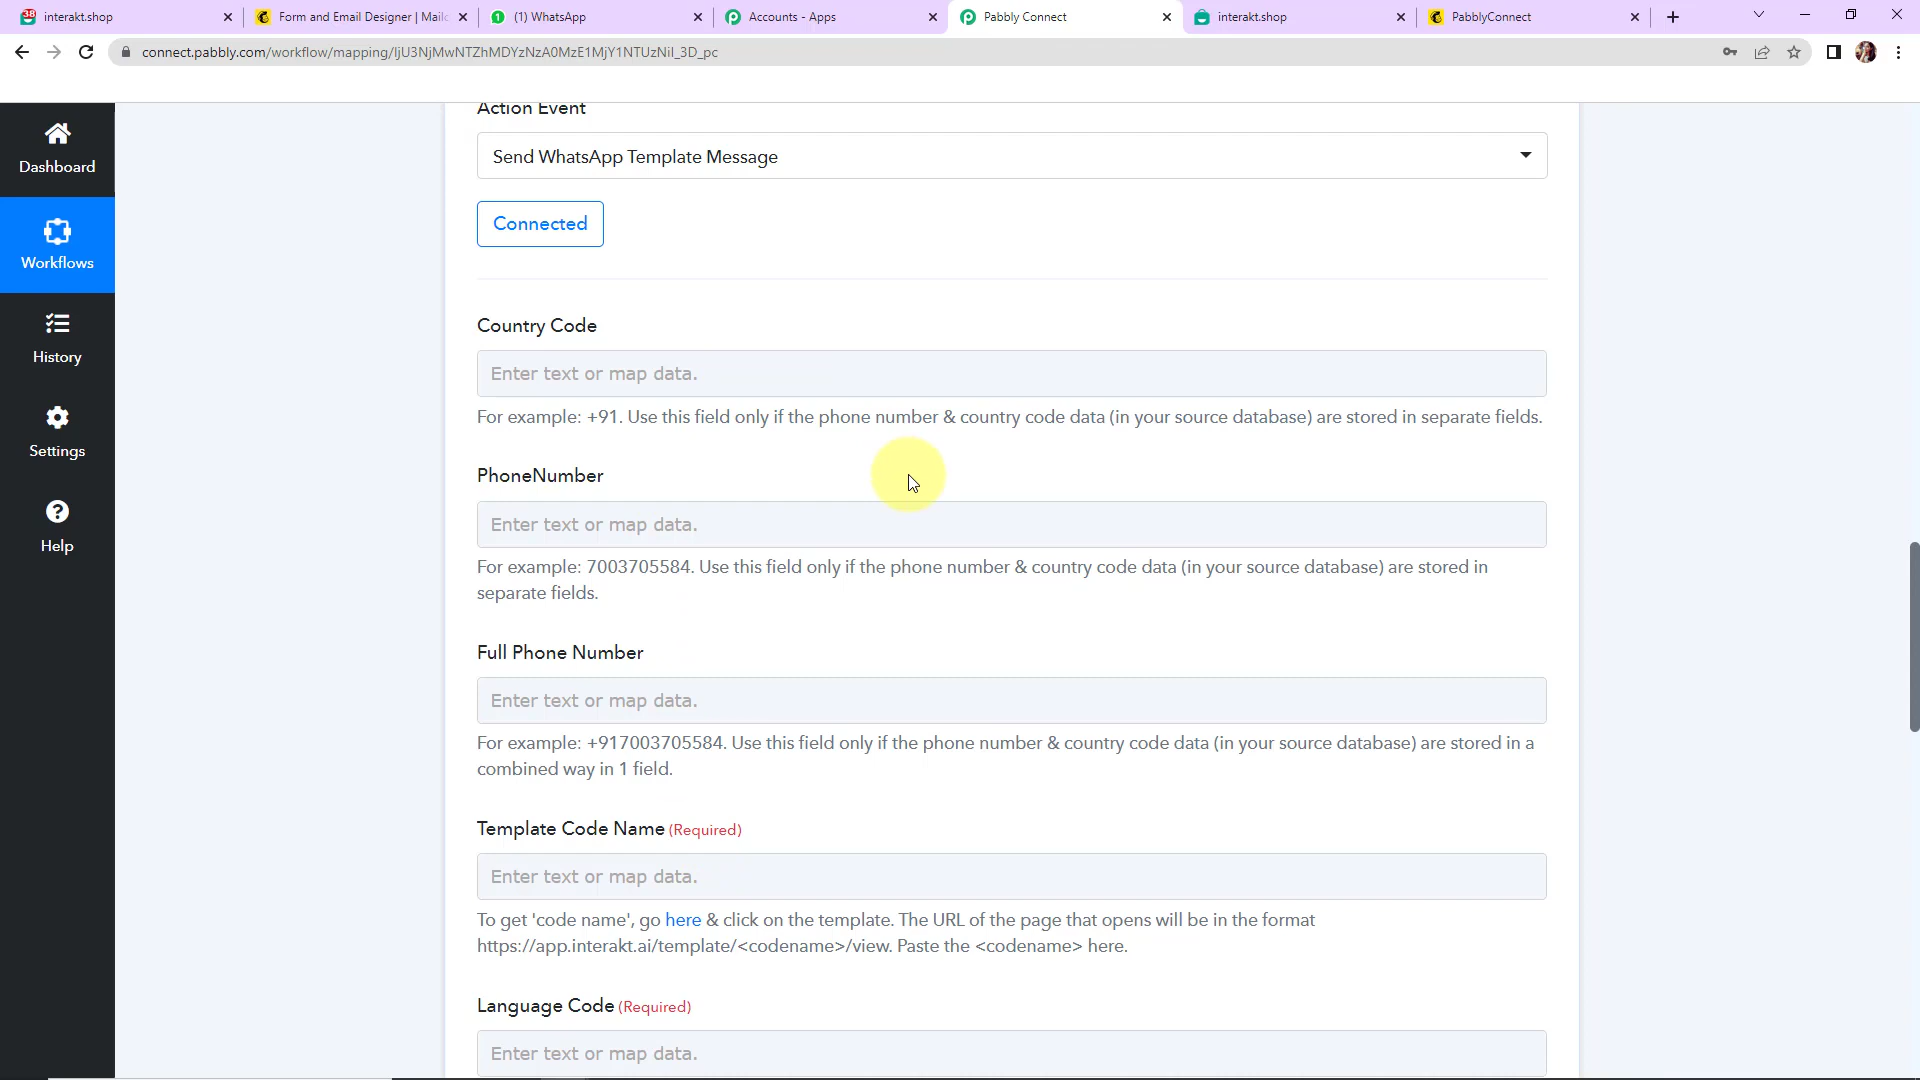 38
interakt.shop
Form and Email Designer | Mailc
1
(1) WhatsApp
Accounts - Apps
Pabbly Connect
interakt.shop
PabblyConnect
Action Event
Dashboard
Send WhatsApp Template Message
Connected
Workflows
Country Code
History
Enter text or map data.
For example: +91. Use this field only if the phone number & country code data (in your source database) are stored in separate fields.
Settings
PhoneNumber
Enter text or map data.
Help
For example: 7003705584. Use this field only if the phone number & country code data (in your source database) are stored in
separate fields.
Full Phone Number
Enter text or map data.
For example: +917003705584. Use this field only if the phone number & country code data (in your source database) are stored in a
combined way in 1 field.
Template Code Name (Required)
Enter text or map data.
To get 'code name', go here & click on the template. The URL of the page that opens will be in the format
https://app.interakt.ai/template/<codename>/view. Paste the <codename> here.
Language Code (Required)
Enter text or map data.